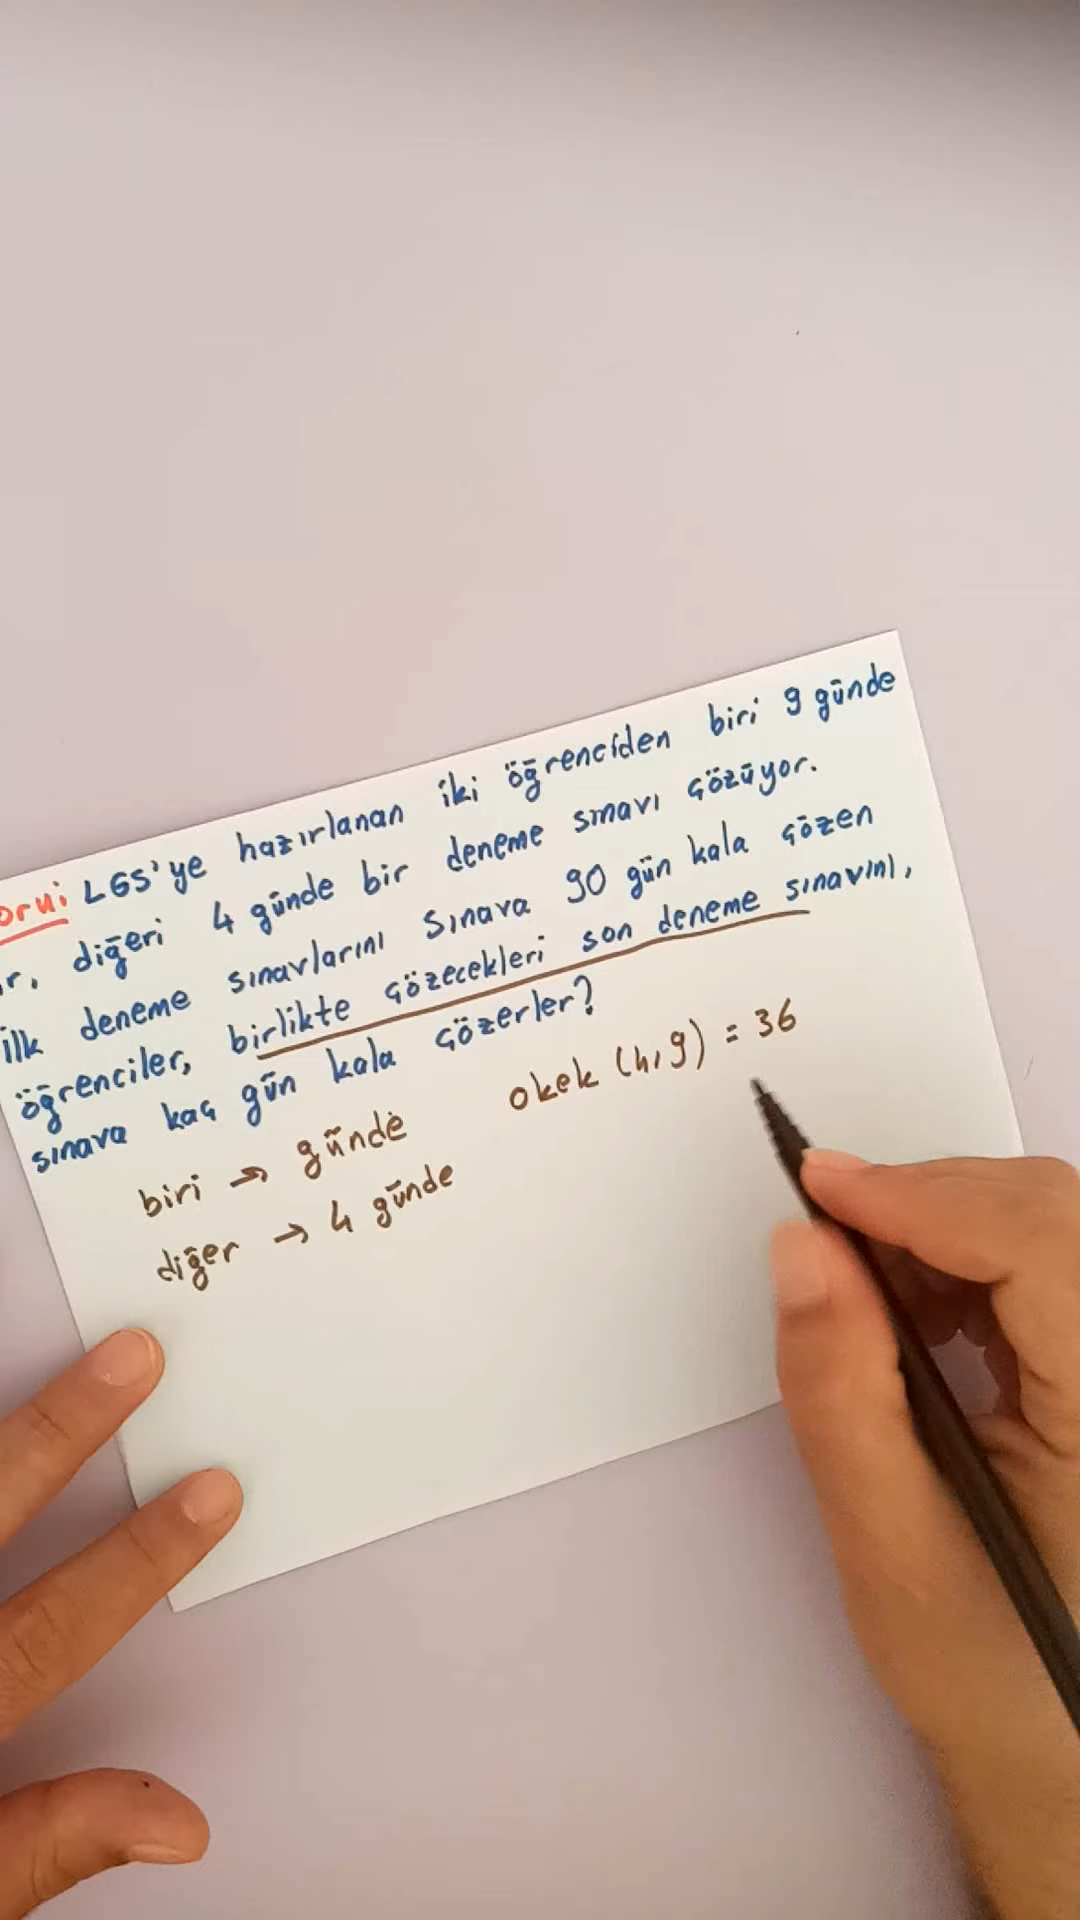 oru: LGS'ye hazırlanan iki öğrenciden biri 9 günde
r, diğeri 4 günde bir deneme sınavı çözüyor.
ilk deneme sınavlarını sınava 90 gün kala çözen
öğrenciler, birlikte çözecekleri son deneme sınavını,
sınava kaç gün kala çözerler?
biri → günde
diğer → 4 günde
okek (4,9) = 36